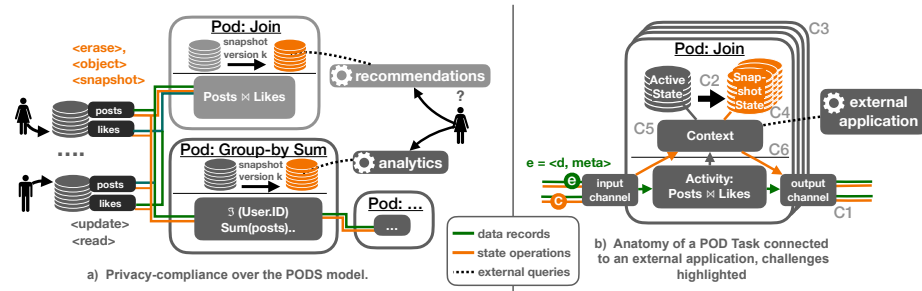 Pod: Join
<erase>,
<object>
<snapshot>
snapshot
version k
posts
likes
Posts ⋈ Likes
recommendations
?
....
Pod: Group-by Sum
snapshot
version k
analytics
posts
likes
ℑ (User.ID)
Sum(posts)..
Pod: ...
...
<update>
<read>
data records
state operations
external queries
a) Privacy-compliance over the PODS model.
C3
Pod: Join
Active
State
C2
Snap-
shot
State
C4
external
application
C5
Context
C6
e = <d, meta>
e
c
input
channel
Activity:
Posts ⋈ Likes
output
channel
C1
b) Anatomy of a POD Task connected
to an external application, challenges
highlighted